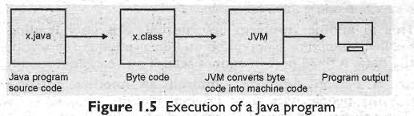 x.java
x.class
JVM
Java program
source code
Byte code
JVM converts byte
code into machine code
Program output
Figure 1.5 Execution of a Java program